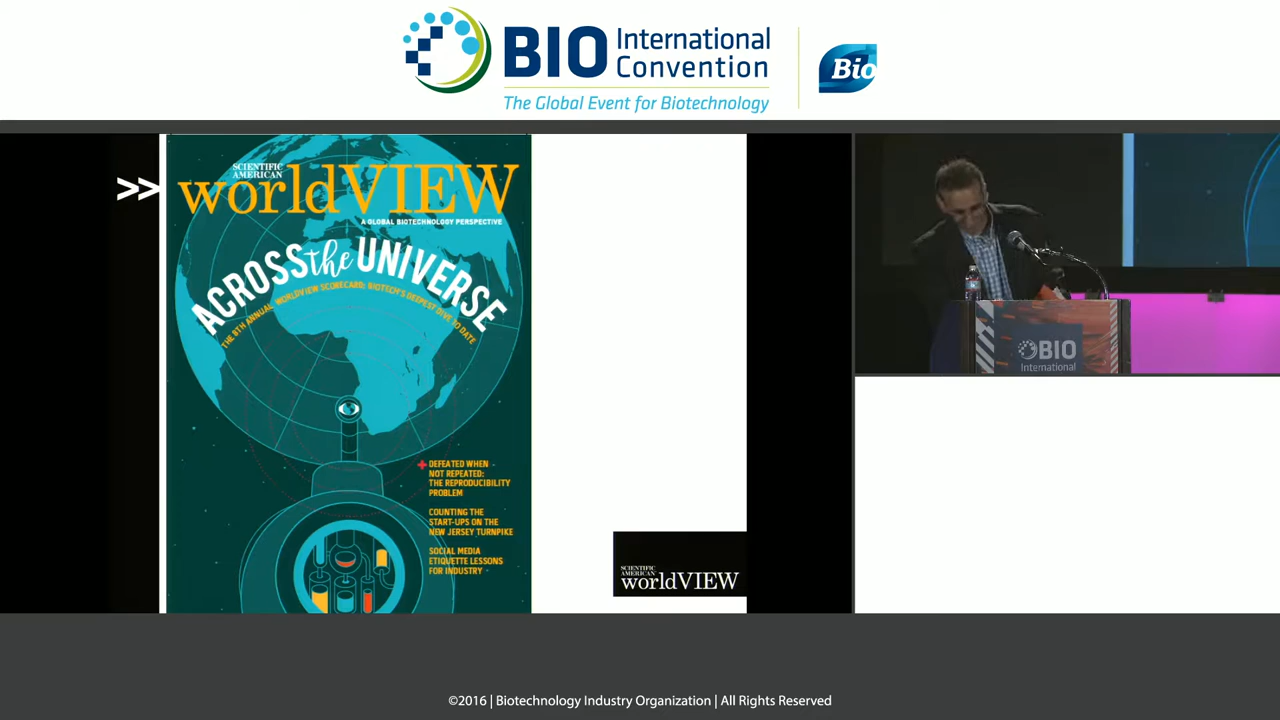 BIO International
Convention
The Global Event for Biotechnology
Bio
>>
SCIENTIFIC
AMERICAN
worldVIEW
A GLOBAL BIOTECHNOLOGY PERSPECTIVE
ACROSS the UNIVERSE
THE 8TH ANNUAL WORLDVIEW SCORECARD: BIOTECH'S DEEPEST DIVE TO DATE
+ DEFEATED WHEN
NOT REPEATED:
THE REPRODUCIBILITY
PROBLEM
COUNTING THE
START-UPS ON THE
NEW JERSEY TURNPIKE
SOCIAL MEDIA
ETIQUETTE LESSONS
FOR INDUSTRY
SCIENTIFIC
AMERICAN
worldVIEW
BIO
International
©2016 | Biotechnology Industry Organization | All Rights Reserved